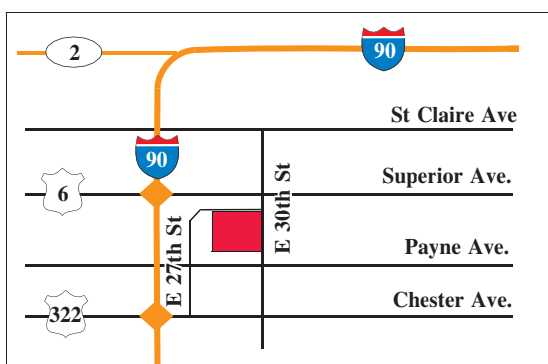 2
90
St Claire Ave
90
Superior Ave.
6
E 30th St
E 27th St
Payne Ave.
Chester Ave.
322